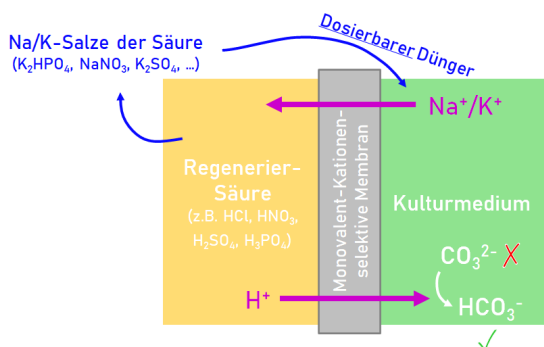 Na/K-Salze der Säure
(K₂HPO₄, NaNO₃, K₂SO₄, …)
Dosierbarer Dünger
Na⁺/K⁺
Regenerier-
Säure
(z.B. HCl, HNO₃,
H₂SO₄, H₃PO₄)
Monovalent-Kationen-
selektive Membran
Kulturmedium
CO₃²⁻ X
H⁺
HCO₃⁻